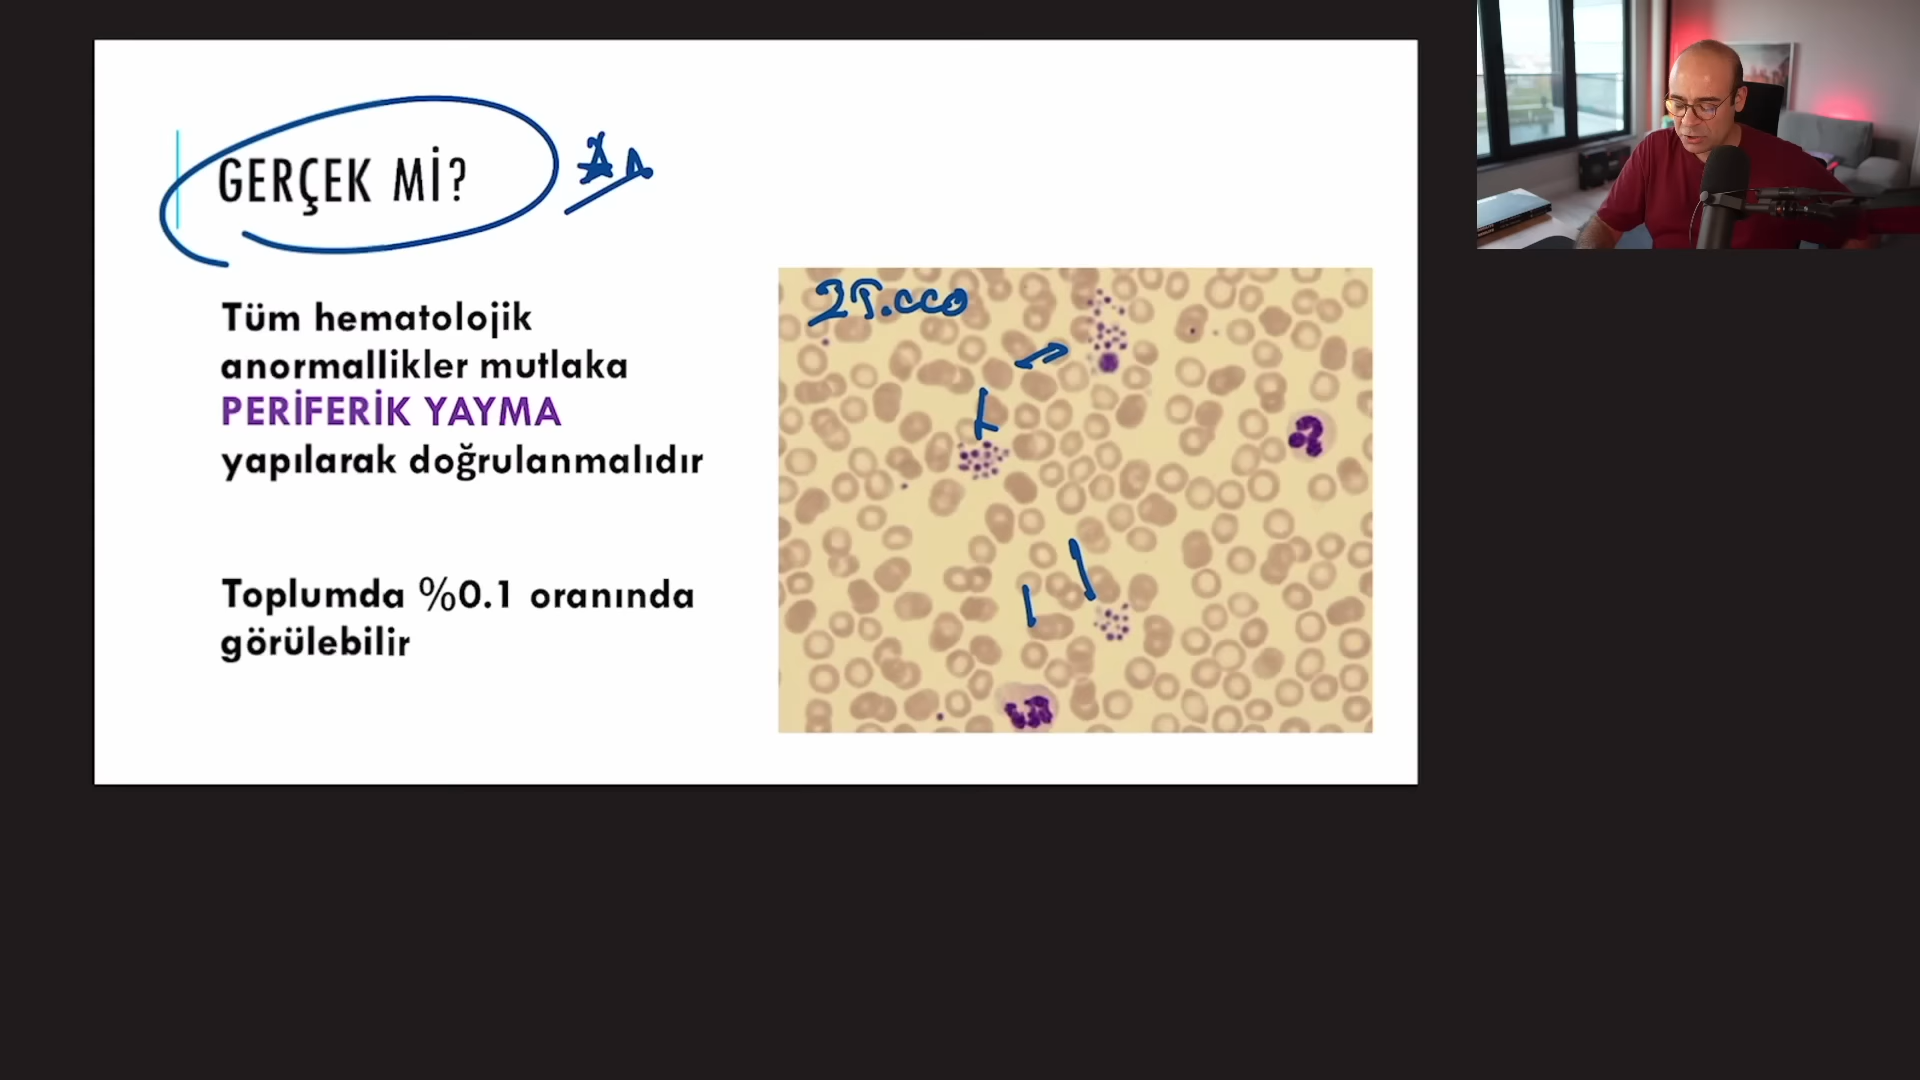 GERÇEK Mİ?
Tüm hematolojik
anormallikler mutlaka
PERİFERİK YAYMA
yapılarak doğrulanmalıdır
Toplumda %0.1 oranında
görülebilir